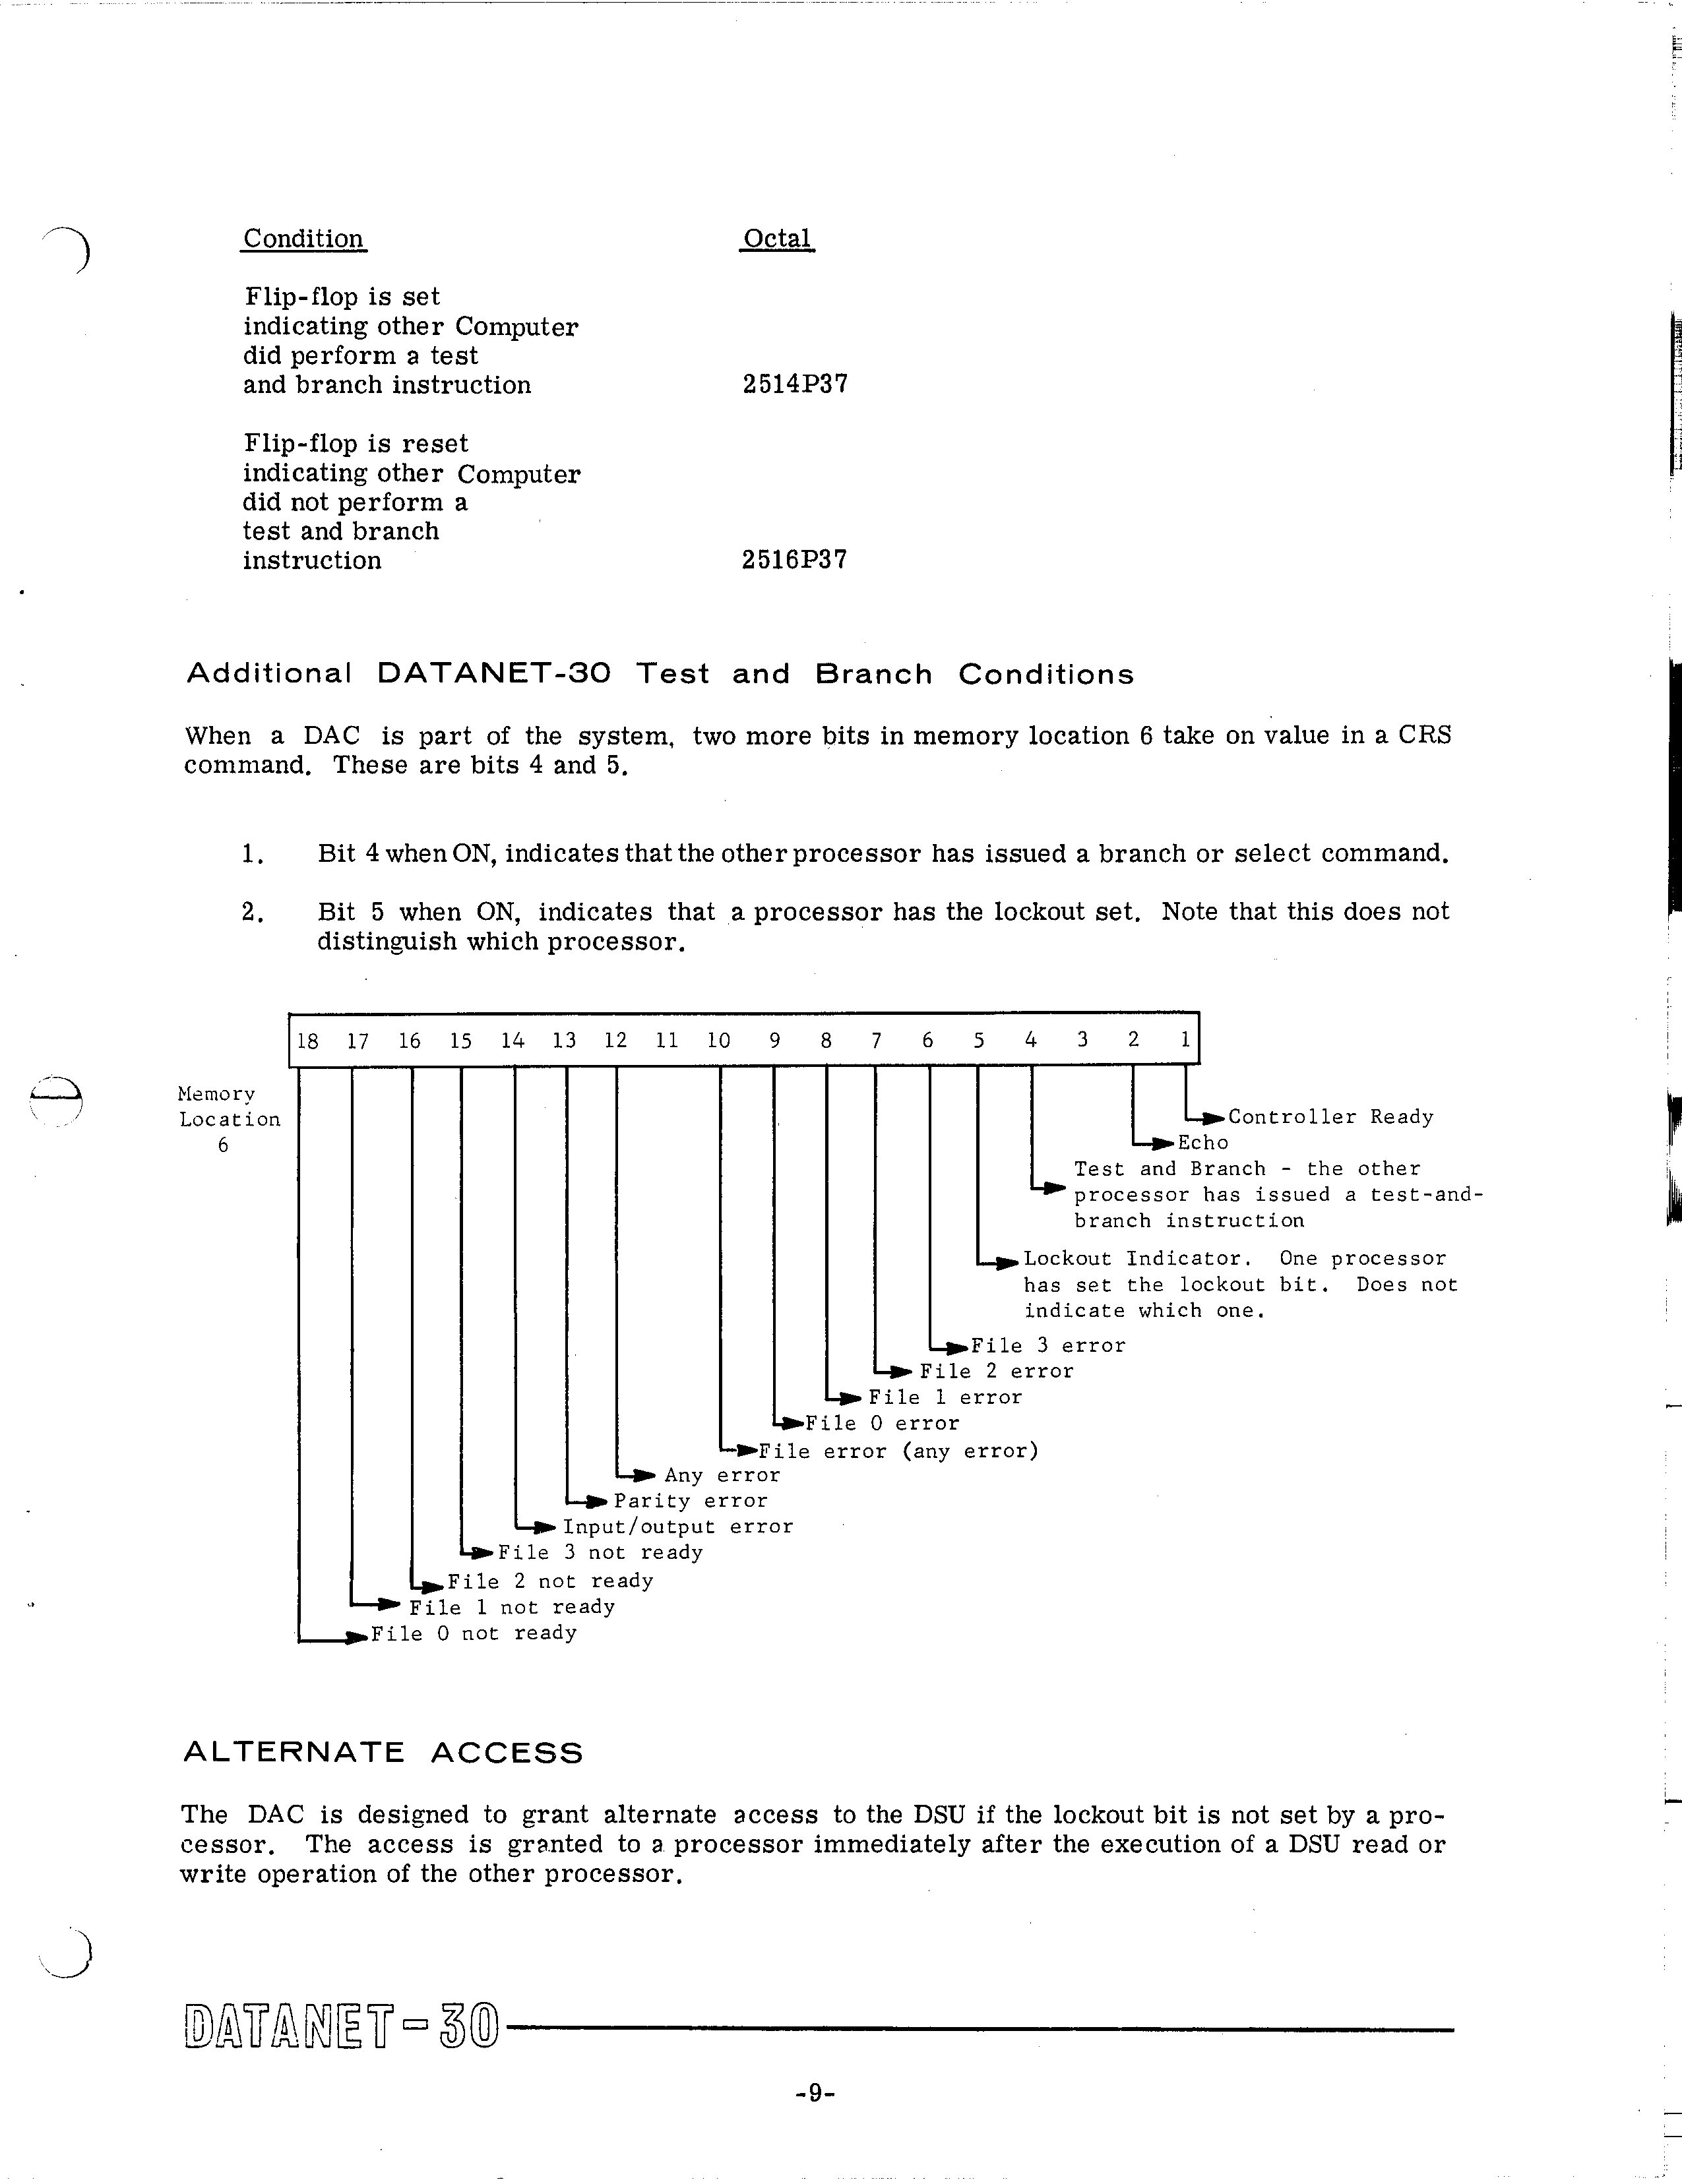 Condition Octal
Flip-flop is set
indicating other Computer
did perform a test
and branch instruction 2514P37
Flip-flop is reset
indicating other Computer
did not perform a
test and branch
instruction 2516P37
Additional DATANET-30 Test and Branch Conditions
When a DAC is part of the system, two more bits in memory location 6 take on value in a CRS
command. These are bits 4 and 5.
1. Bit 4 when ON, indicates that the other processor has issued a branch or select command.
2. Bit 5 when ON, indicates that a processor has the lockout set. Note that this does not
distinguish which processor.
18 17 16 15 14 13 12 11 10 9 8 7 6 5 4 3 2 1
Memory
Location
6
Controller Ready
Echo
Test and Branch - the other
processor has issued a test-and-
branch instruction
Lockout Indicator. One processor
has set the lockout bit. Does not
indicate which one.
File 3 error
File 2 error
File 1 error
File 0 error
File error (any error)
Any error
Parity error
Input/output error
File 3 not ready
File 2 not ready
File 1 not ready
File 0 not ready
ALTERNATE ACCESS
The DAC is designed to grant alternate access to the DSU if the lockout bit is not set by a pro-
cessor. The access is granted to a processor immediately after the execution of a DSU read or
write operation of the other processor.
DATANET-30
-9-